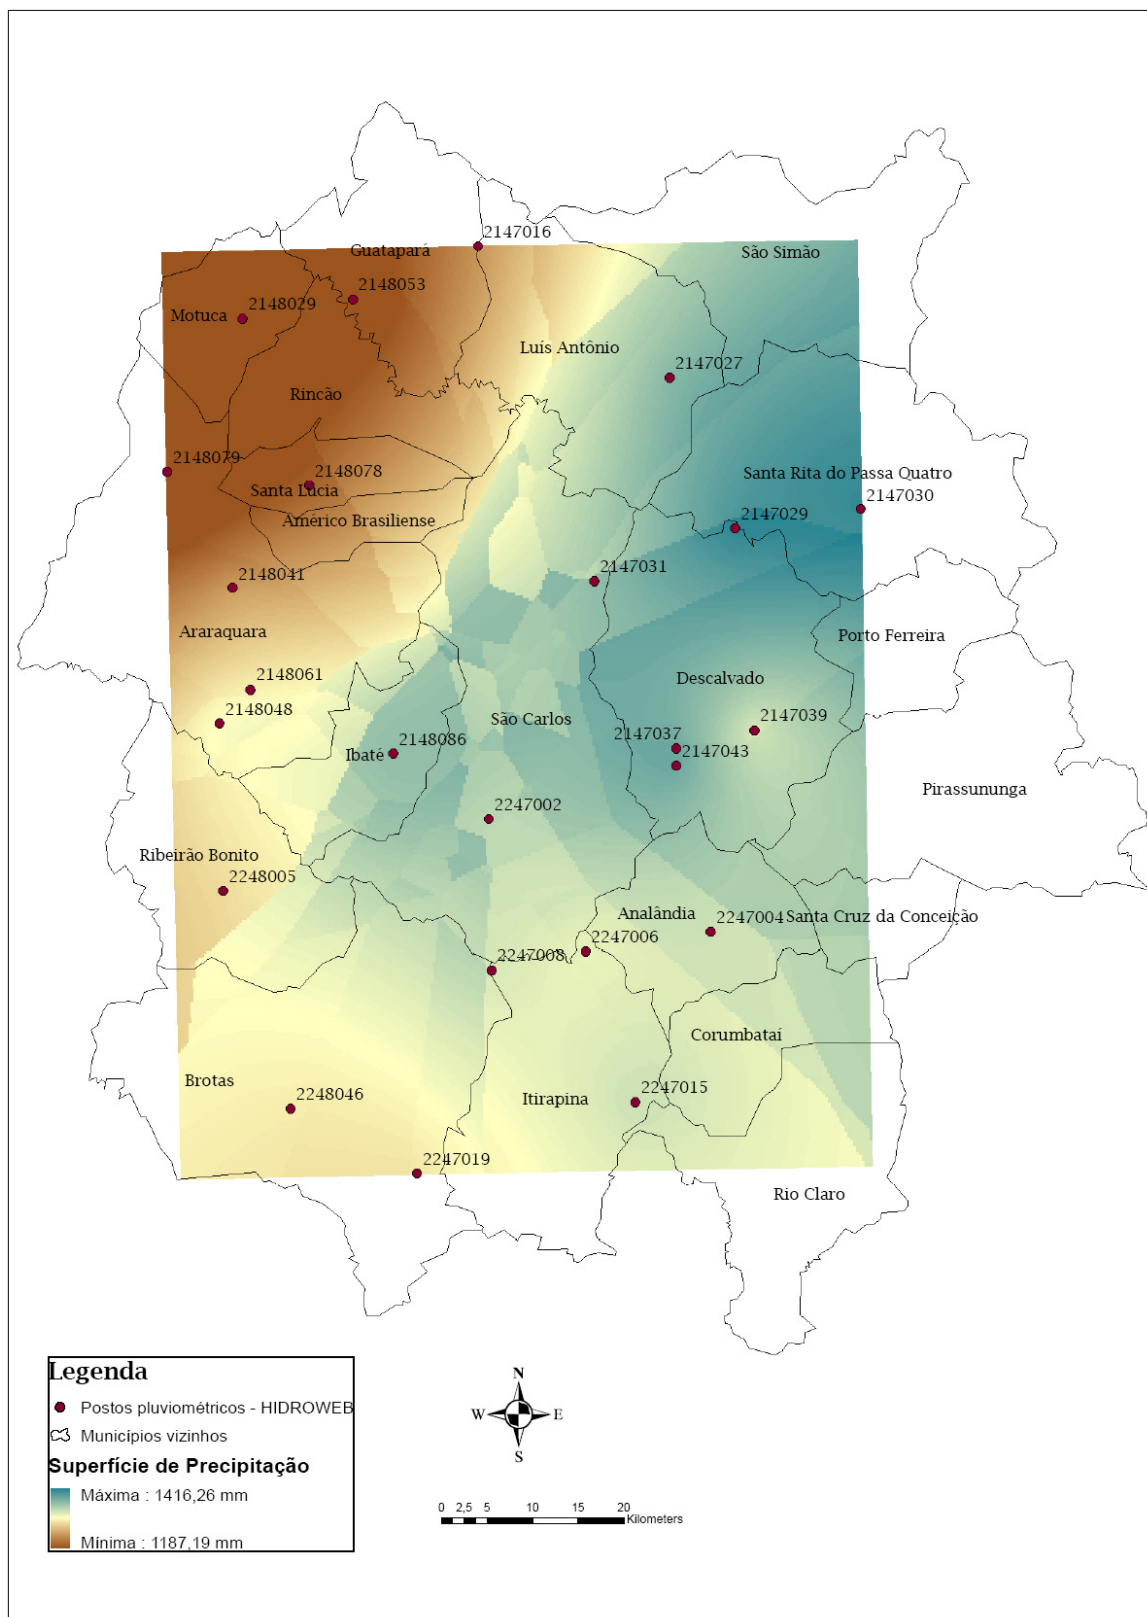 2147016
Guatapará
São Simão
2148053
2148029
Motuca
Luís Antônio
2147027
Rincão
2148079
2148078
Santa Lúcia
Santa Rita do Passa Quatro
2147030
Américo Brasiliense
2147029
2147031
2148041
Araraquara
Porto Ferreira
2148061
Descalvado
2148048
São Carlos
2147039
2147037
2148086
Ibaté
2147043
Pirassununga
2247002
Ribeirão Bonito
2248005
Analândia
2247004
Santa Cruz da Conceição
2247006
2247008
Corumbataí
Brotas
2248046
Itirapina
2247015
2247019
Rio Claro
Legenda
Postos pluviométricos - HIDROWEB
Municípios vizinhos
Superfície de Precipitação
Máxima : 1416,26 mm
Mínima : 1187,19 mm
N
W E
S
0 2,5 5 10 15 20
Kilometers